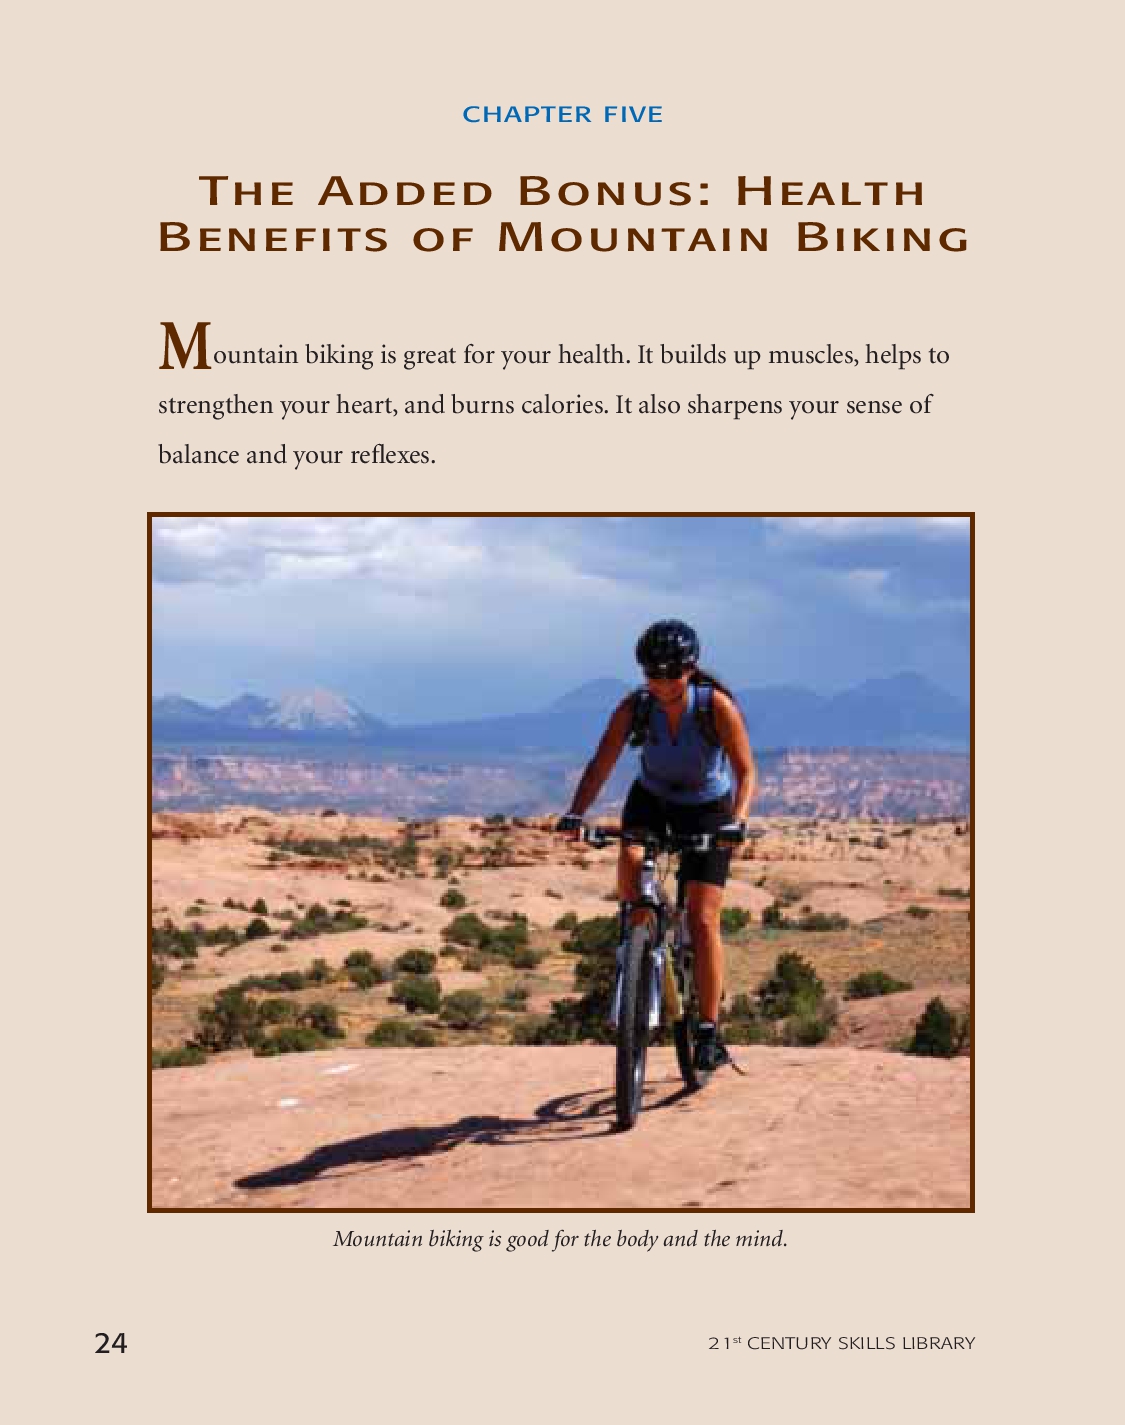 CHAPTER FIVE
THE ADDED BONUS: HEALTH
BENEFITS OF MOUNTAIN BIKING
Mountain biking is great for your health. It builds up muscles, helps to
strengthen your heart, and burns calories. It also sharpens your sense of
balance and your reflexes.
Mountain biking is good for the body and the mind.
24
21st CENTURY SKILLS LIBRARY